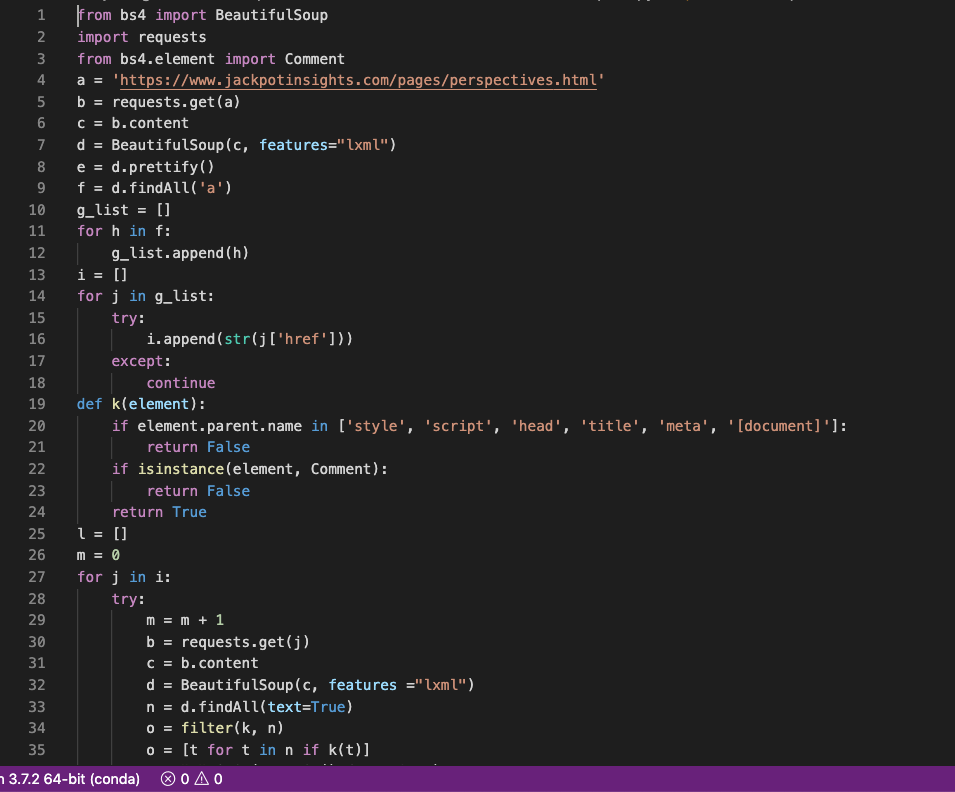 1 from bs4 import BeautifulSoup
2 import requests
3 from bs4.element import Comment
4 a = 'https://www.jackpotinsights.com/pages/perspectives.html'
5 b = requests.get(a)
6 c = b.content
7 d = BeautifulSoup(c, features="lxml")
8 e = d.prettify()
9 f = d.findAll('a')
10 g_list = []
11 for h in f:
12     g_list.append(h)
13 i = []
14 for j in g_list:
15     try:
16         i.append(str(j['href']))
17     except:
18         continue
19 def k(element):
20     if element.parent.name in ['style', 'script', 'head', 'title', 'meta', '[document]']:
21         return False
22     if isinstance(element, Comment):
23         return False
24     return True
25 l = []
26 m = 0
27 for j in i:
28     try:
29         m = m + 1
30         b = requests.get(j)
31         c = b.content
32         d = BeautifulSoup(c, features ="lxml")
33         n = d.findAll(text=True)
34         o = filter(k, n)
35         o = [t for t in n if k(t)]
n 3.7.2 64-bit (conda) 0 0